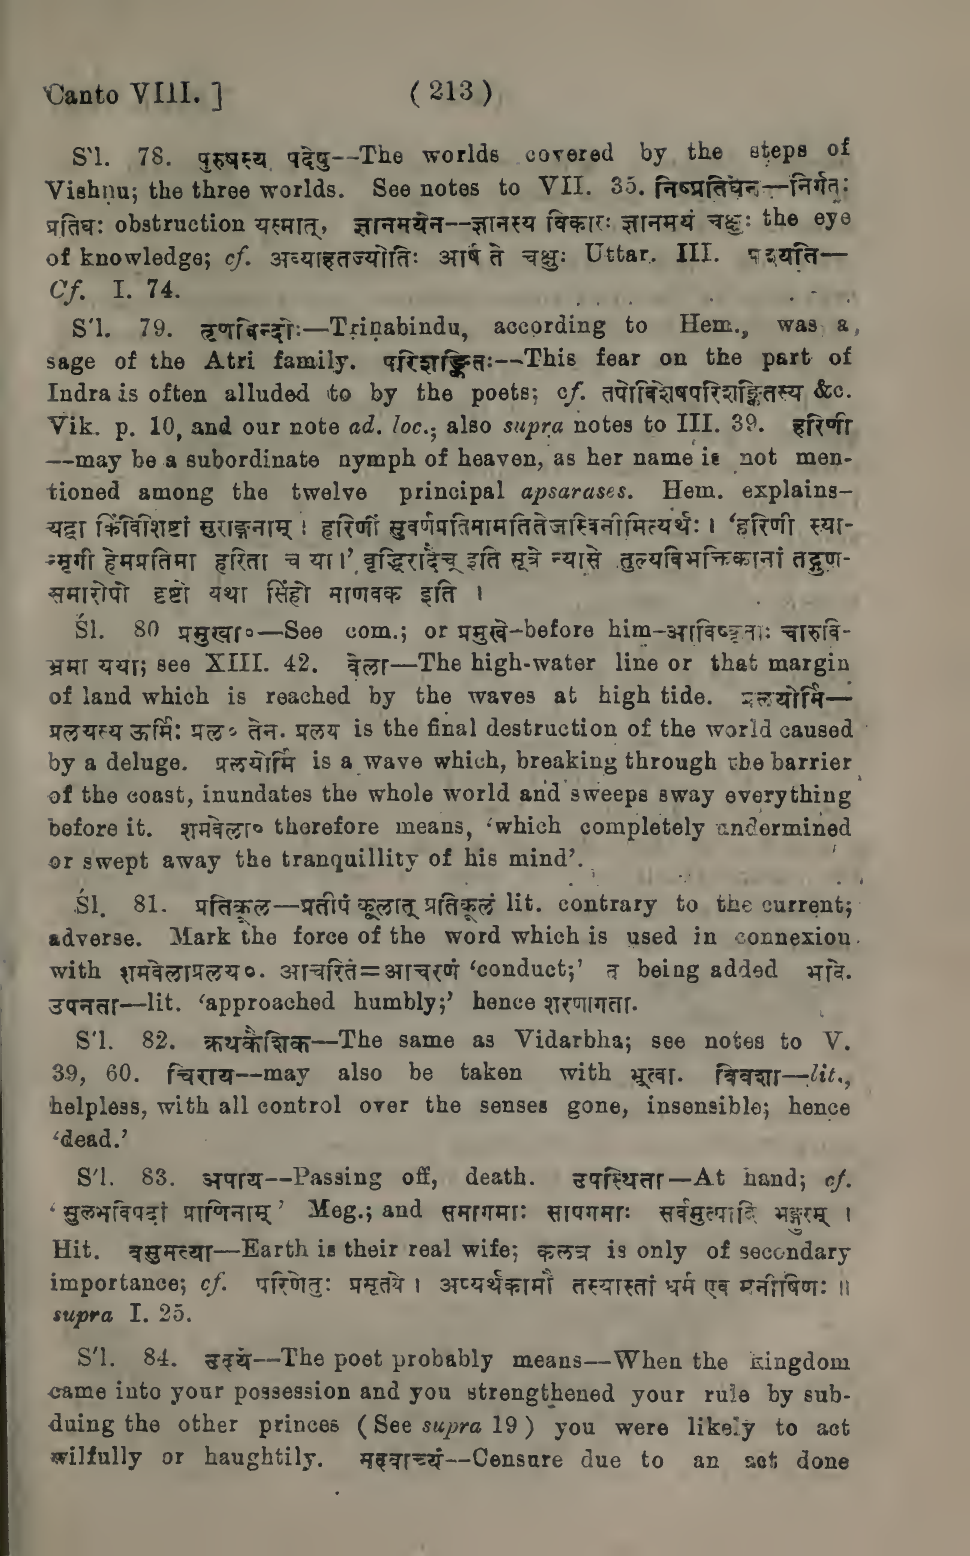 Canto VIII. ] ( 213 )
S'l. 78. पुरुषस्य पदेषु--The worlds covered by the steps of
Vishṇu; the three worlds. See notes to VII. 35. निष्प्रतिघेन—निर्गतः
प्रतिघः obstruction यस्मात्, ज्ञानमयेन--ज्ञानस्य विकारः ज्ञानमयं चक्षुः the eye
of knowledge; cf. अव्याहतज्योतिः आर्षं ते चक्षुः Uttar. III. पश्यति—
Cf. I. 74.
S'l. 79. तृणबिन्दोः—Triṇabindu, according to Hem., was a
sage of the Atri family. परिशङ्कितः--This fear on the part of
Indra is often alluded to by the poets; cf. तपोविशेषपरिशङ्कितस्य &c.
Vik. p. 10, and our note ad. loc.; also supra notes to III. 39. हरिणी
--may be a subordinate nymph of heaven, as her name is not men-
tioned among the twelve principal apsarases. Hem. explains-
यद्वा किंविशिष्टां सुराङ्गनाम् । हरिणीं सुवर्णप्रतिमामतितेजस्विनीमित्यर्थः । 'हरिणी स्या-
न्मृगी हेमप्रतिमा हरिता च या ।' वृद्धिरादैच् इति सूत्रे न्यासे तुल्यविभक्तिकानां तद्गुण-
समारोपो दृष्टो यथा सिंहो माणवक इति ।
Śl. 80 प्रमुखा०—See com.; or प्रमुखे-before him-आविष्कृताः चारुवि-
भ्रमा यया; see XIII. 42. वेला—The high-water line or that margin
of land which is reached by the waves at high tide. प्रलयोर्मि—
प्रलयस्य ऊर्मिः प्रल० तेन. प्रलय is the final destruction of the world caused
by a deluge. प्रलयोर्मि is a wave which, breaking through the barrier
of the coast, inundates the whole world and sweeps sway everything
before it. शमवेला० therefore means, 'which completely undermined
or swept away the tranquillity of his mind'.
Śl. 81. प्रतिकूल—प्रतीपं कूलात् प्रतिकूलं lit. contrary to the current;
adverse. Mark the force of the word which is used in connexion
with शमवेलाप्रलय०. आचरितं=आचरणं 'conduct;' त being added भावे.
उपनता—lit. 'approached humbly;' hence शरणागता.
S'l. 82. क्रथकैशिक—The same as Vidarbha; see notes to V.
39, 60. चिराय--may also be taken with भूत्वा. विवशा—lit.,
helpless, with all control over the senses gone, insensible; hence
'dead.'
S'l. 83. अपाय--Passing off, death. उपस्थिता—At hand; cf.
'सुलभविपदां प्राणिनाम्' Meg.; and समागमाः सापगमाः सर्वमुत्पादि भङ्गुरम् ।
Hit. वसुमत्या—Earth is their real wife; कलत्र is only of secondary
importance; cf. परिणेतुः प्रसूतये । अप्यर्थकामौ तस्यास्तां धर्म एव मनीषिणः ॥
supra I. 25.
S'l. 84. उदये--The poet probably means--When the kingdom
came into your possession and you strengthened your rule by sub-
duing the other princes ( See supra 19 ) you were likely to act
wilfully or haughtily. मदवाच्यं--Censure due to an act done